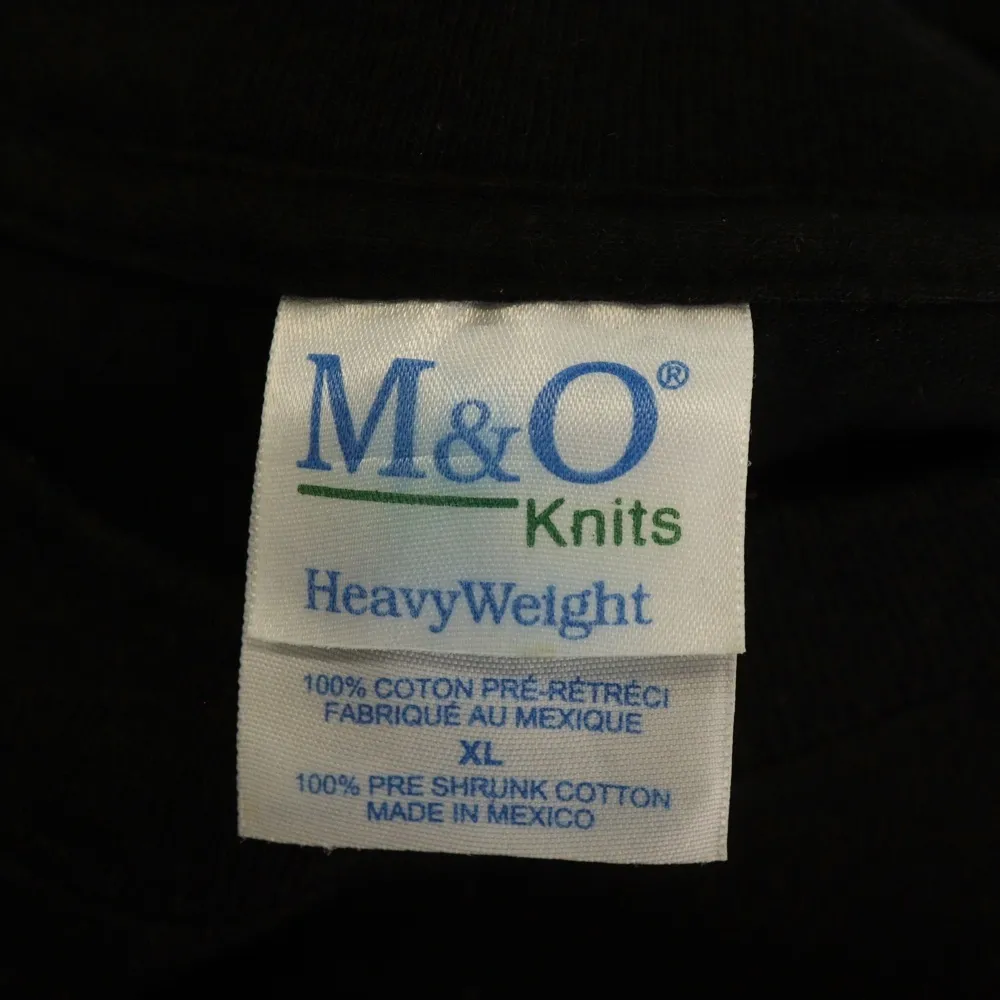 M&O®
Knits
HeavyWeight
100% COTON PRÉ-RÉTRÉCI
FABRIQUÉ AU MEXIQUE
XL
100% PRE SHRUNK COTTON
MADE IN MEXICO